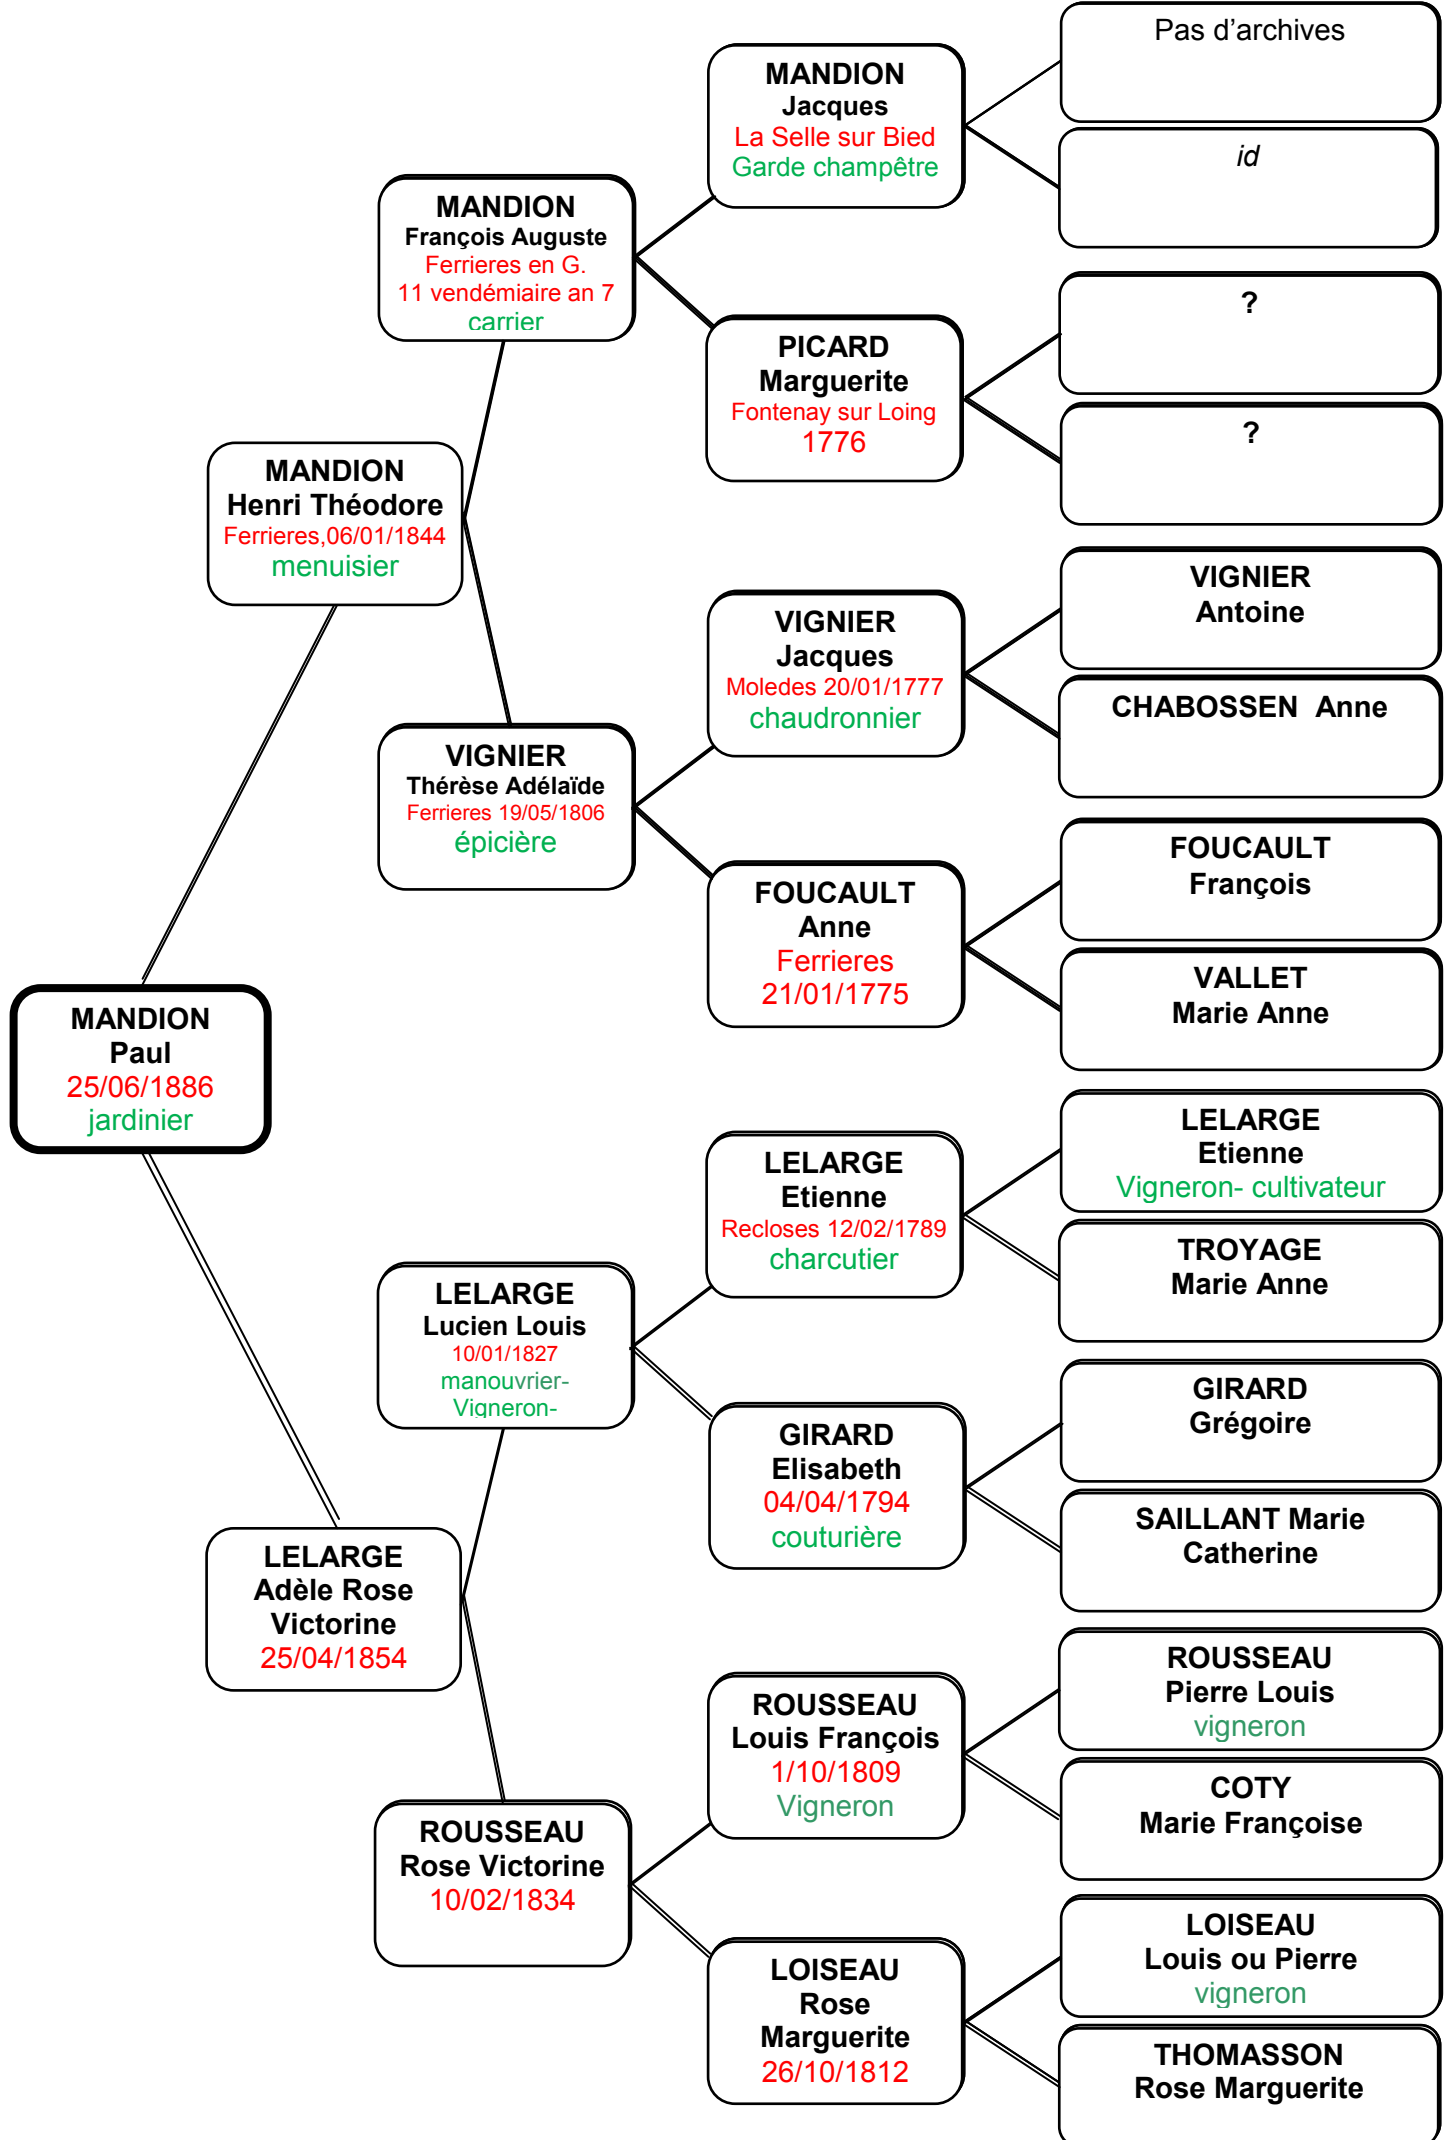 Pas d’archives
MANDION
Jacques
La Selle sur Bied
Garde champêtre
id
MANDION
François Auguste
Ferrieres en G.
11 vendémiaire an 7
carrier
?
PICARD
Marguerite
Fontenay sur Loing
1776
?
MANDION
Henri Théodore
Ferrieres,06/01/1844
menuisier
VIGNIER
Antoine
VIGNIER
Jacques
Moledes 20/01/1777
chaudronnier
CHABOSSEN Anne
VIGNIER
Thérèse Adélaïde
Ferrieres 19/05/1806
épicière
FOUCAULT
François
FOUCAULT
Anne
Ferrieres
21/01/1775
VALLET
Marie Anne
MANDION
Paul
25/06/1886
jardinier
LELARGE
Etienne
Vigneron- cultivateur
LELARGE
Etienne
Recloses 12/02/1789
charcutier
TROYAGE
Marie Anne
LELARGE
Lucien Louis
10/01/1827
manouvrier-
Vigneron-
GIRARD
Grégoire
GIRARD
Elisabeth
04/04/1794
couturière
SAILLANT Marie
Catherine
LELARGE
Adèle Rose
Victorine
25/04/1854
ROUSSEAU
Pierre Louis
vigneron
ROUSSEAU
Louis François
1/10/1809
Vigneron
COTY
Marie Françoise
ROUSSEAU
Rose Victorine
10/02/1834
LOISEAU
Louis ou Pierre
vigneron
LOISEAU
Rose
Marguerite
26/10/1812
THOMASSON
Rose Marguerite